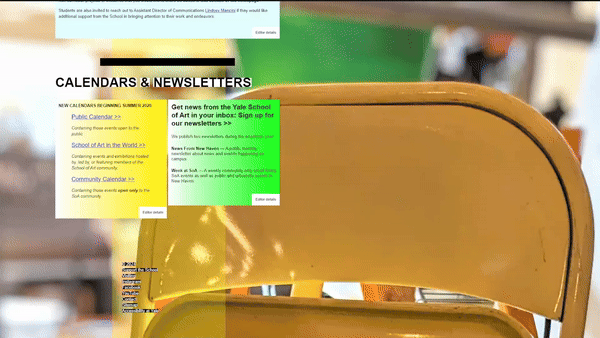 Students are also invited to reach out to Assistant Director of Communications Lindsey Mancini if they would
like additional support from the School in bringing attention to their work and endeavors.
Editor details
CALENDARS & NEWSLETTERS
NEW CALENDARS BEGINNING SUMMER 2025
Public Calendar >>
Containing those events open to the
public.
School of Art in the World >>
Containing events and exhibitions hosted
by, led by, or featuring members of the
School of Art community.
Community Calendar >>
Containing those events open only to the
SoA community.
Editor details
Get news from the Yale School
of Art in your inbox: Sign up for
our newsletters >>
We publish two newsletters during the academic year:
News From New Haven — A public, monthly
newsletter about news and events happening on
campus.
Week at SoA — A weekly community only email listing
SoA events as well as public and university events in
New Haven.
Editor details
Support the School
Instagram
Facebook
YouTube
Contact
Accessibility at Yale